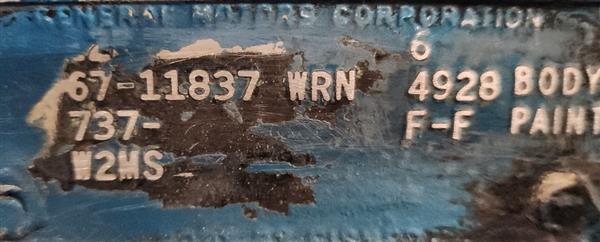 GENERAL MOTORS CORPORATION
6
67-11837 WRN 4928 BODY
737- F-F PAINT
W2MS